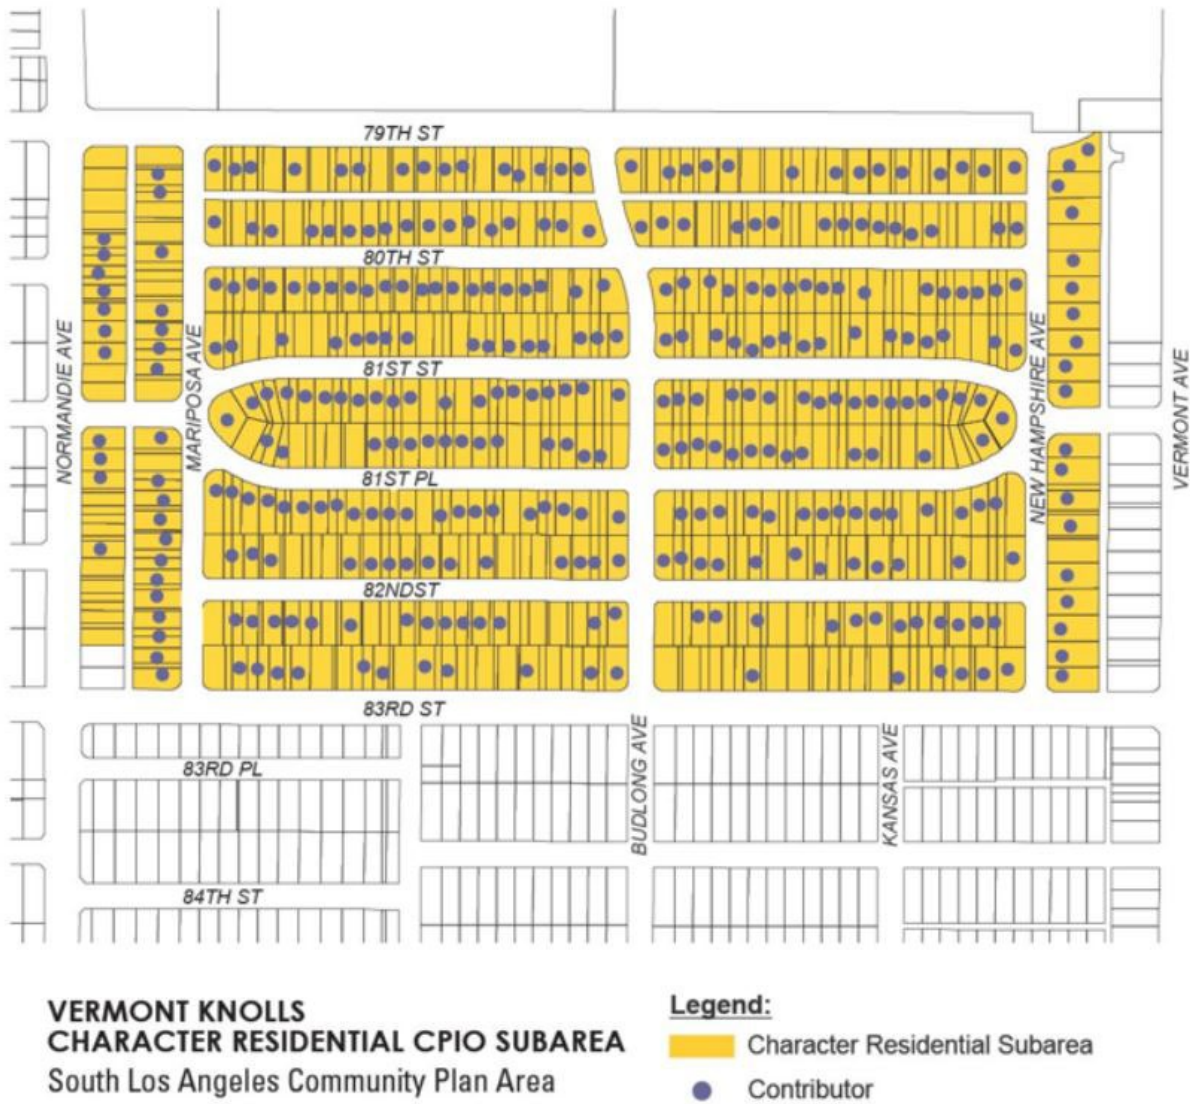 79TH ST
80TH ST
NORMANDIE AVE
MARIPOSA AVE
81ST ST
NEW HAMPSHIRE AVE
VERMONT AVE
81ST PL
82NDST
83RD ST
83RD PL
BUDLONG AVE
KANSAS AVE
84TH ST
VERMONT KNOLLS
CHARACTER RESIDENTIAL CPIO SUBAREA
South Los Angeles Community Plan Area
Legend:
Character Residential Subarea
Contributor